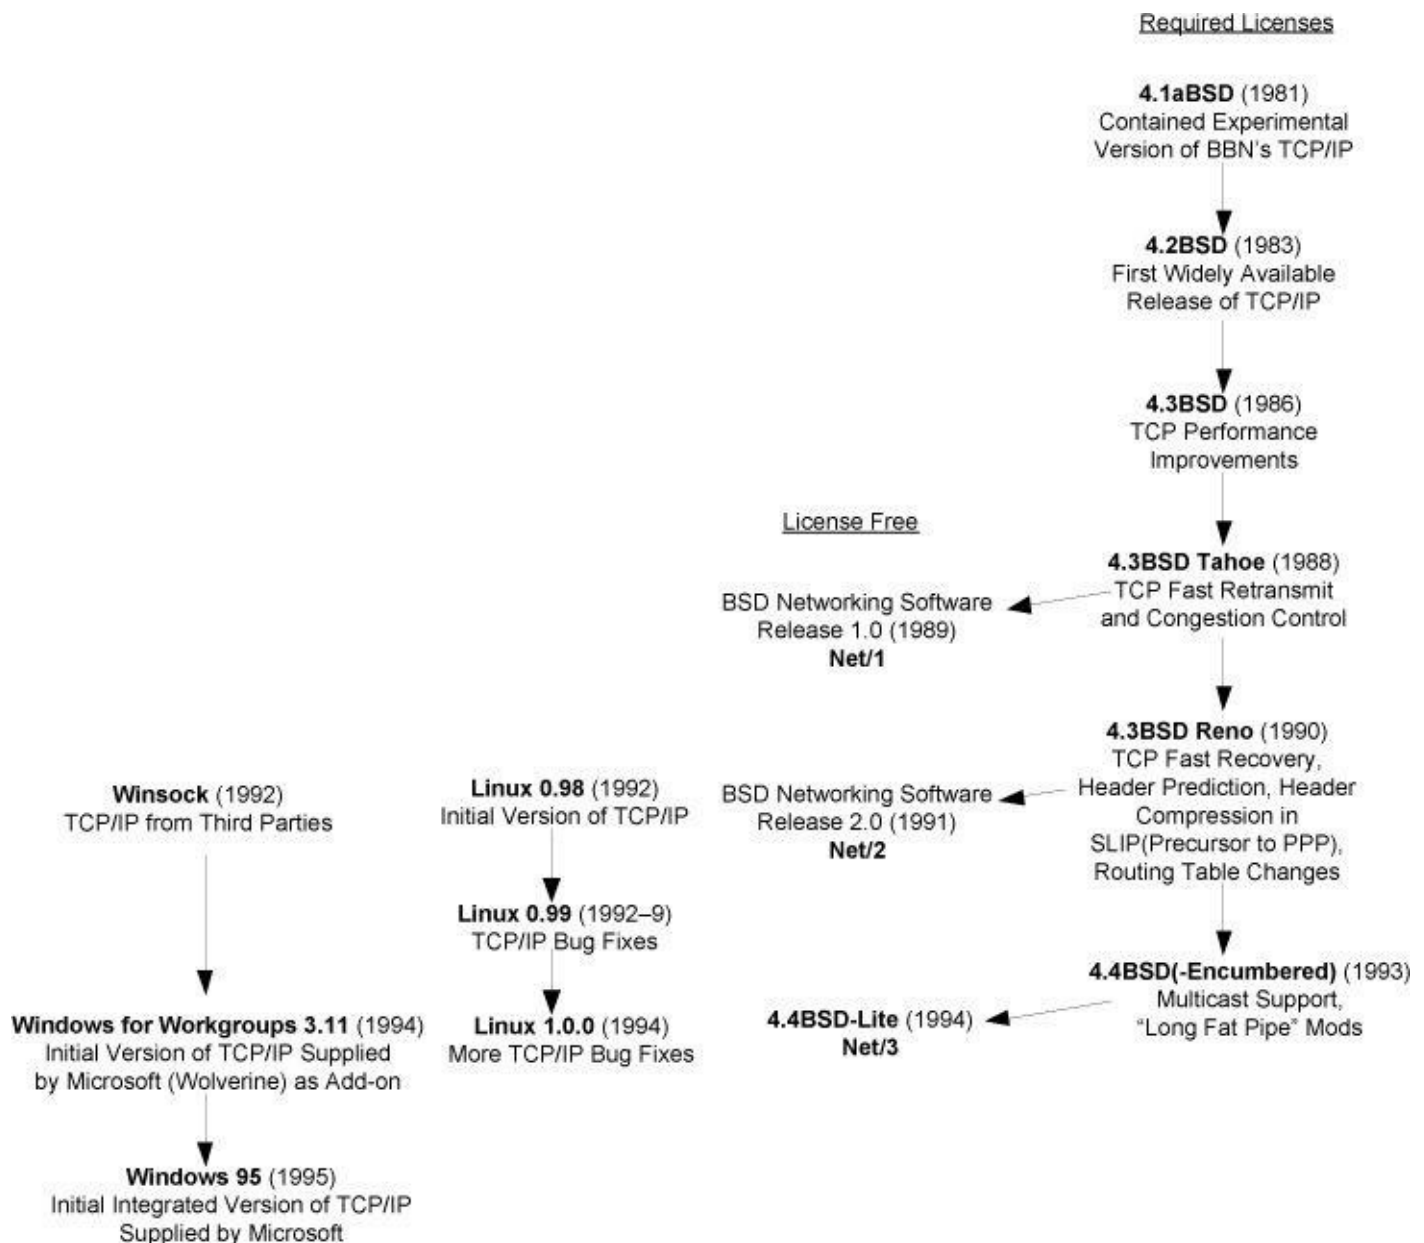 Required Licenses
4.1aBSD (1981)
Contained Experimental
Version of BBN's TCP/IP
4.2BSD (1983)
First Widely Available
Release of TCP/IP
4.3BSD (1986)
TCP Performance
Improvements
License Free
4.3BSD Tahoe (1988)
TCP Fast Retransmit
and Congestion Control
BSD Networking Software
Release 1.0 (1989)
Net/1
4.3BSD Reno (1990)
TCP Fast Recovery,
Header Prediction, Header
Compression in
SLIP(Precursor to PPP),
Routing Table Changes
BSD Networking Software
Release 2.0 (1991)
Net/2
Winsock (1992)
TCP/IP from Third Parties
Linux 0.98 (1992)
Initial Version of TCP/IP
Linux 0.99 (1992–9)
TCP/IP Bug Fixes
4.4BSD(-Encumbered) (1993)
Multicast Support,
“Long Fat Pipe” Mods
4.4BSD-Lite (1994)
Net/3
Windows for Workgroups 3.11 (1994)
Initial Version of TCP/IP Supplied
by Microsoft (Wolverine) as Add-on
Linux 1.0.0 (1994)
More TCP/IP Bug Fixes
Windows 95 (1995)
Initial Integrated Version of TCP/IP
Supplied by Microsoft